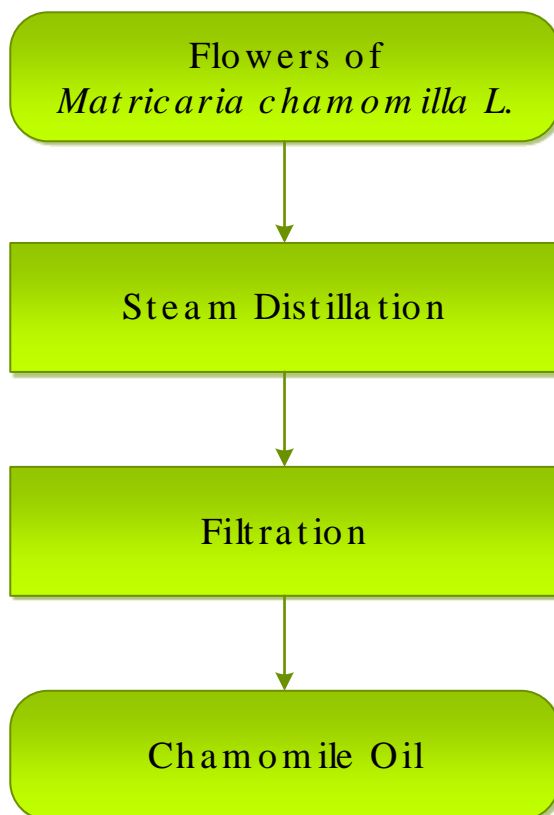 Flowers of
Matricaria chamomilla L.
Steam Distillation
Filtration
Chamomile Oil